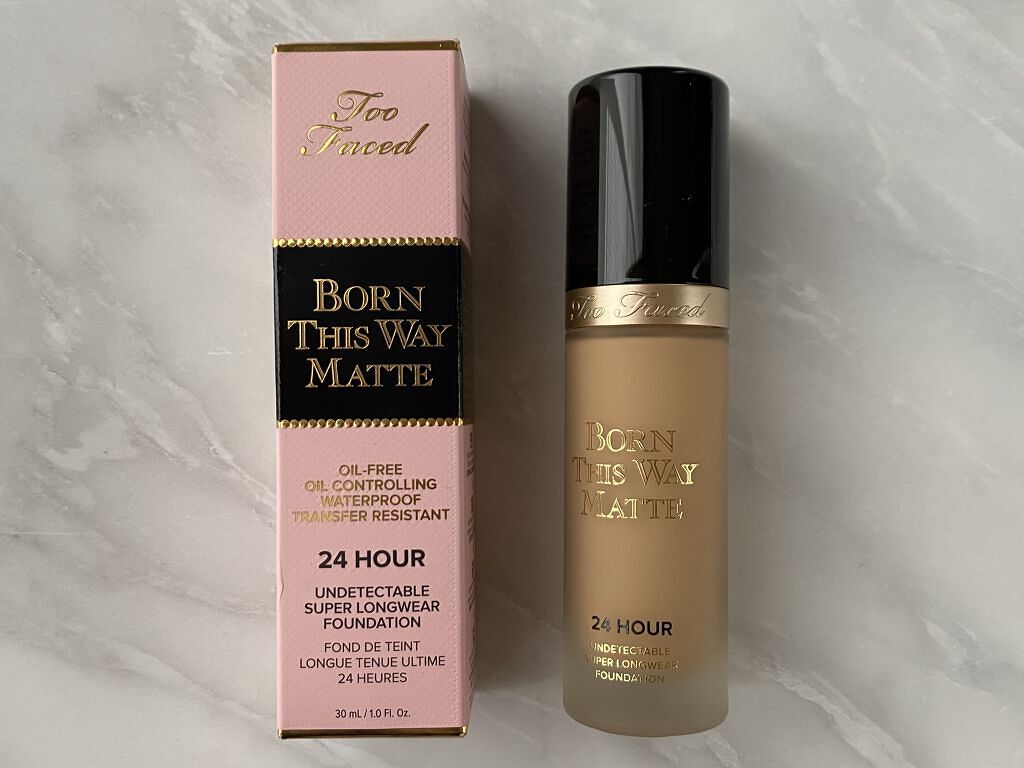 Too
Faced
BORN
THIS WAY
MATTE
OIL-FREE
OIL CONTROLLING
WATERPROOF
TRANSFER RESISTANT
24 HOUR
UNDETECTABLE
SUPER LONGWEAR
FOUNDATION
FOND DE TEINT
LONGUE TENUE ULTIME
24 HEURES
30 mL / 1.0 Fl. Oz.
Too Faced
BORN
THIS WAY
MATTE
24 HOUR
UNDETECTABLE
SUPER LONGWEAR
FOUNDATION